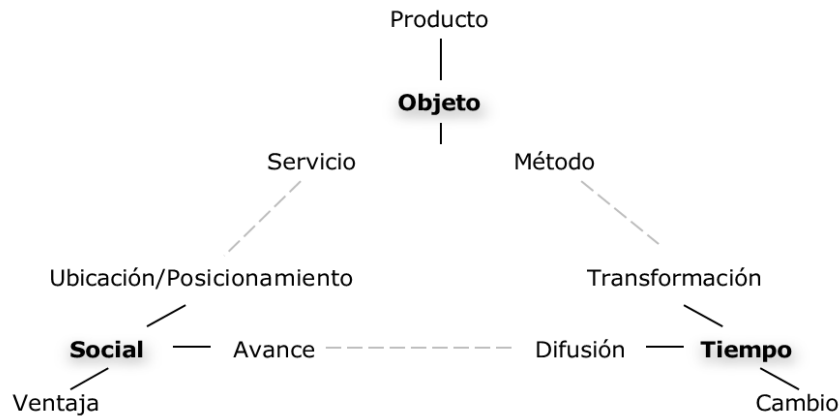 Producto
Objeto
Servicio Método
Ubicación/Posicionamiento Transformación
Social Avance Difusión Tiempo
Ventaja Cambio